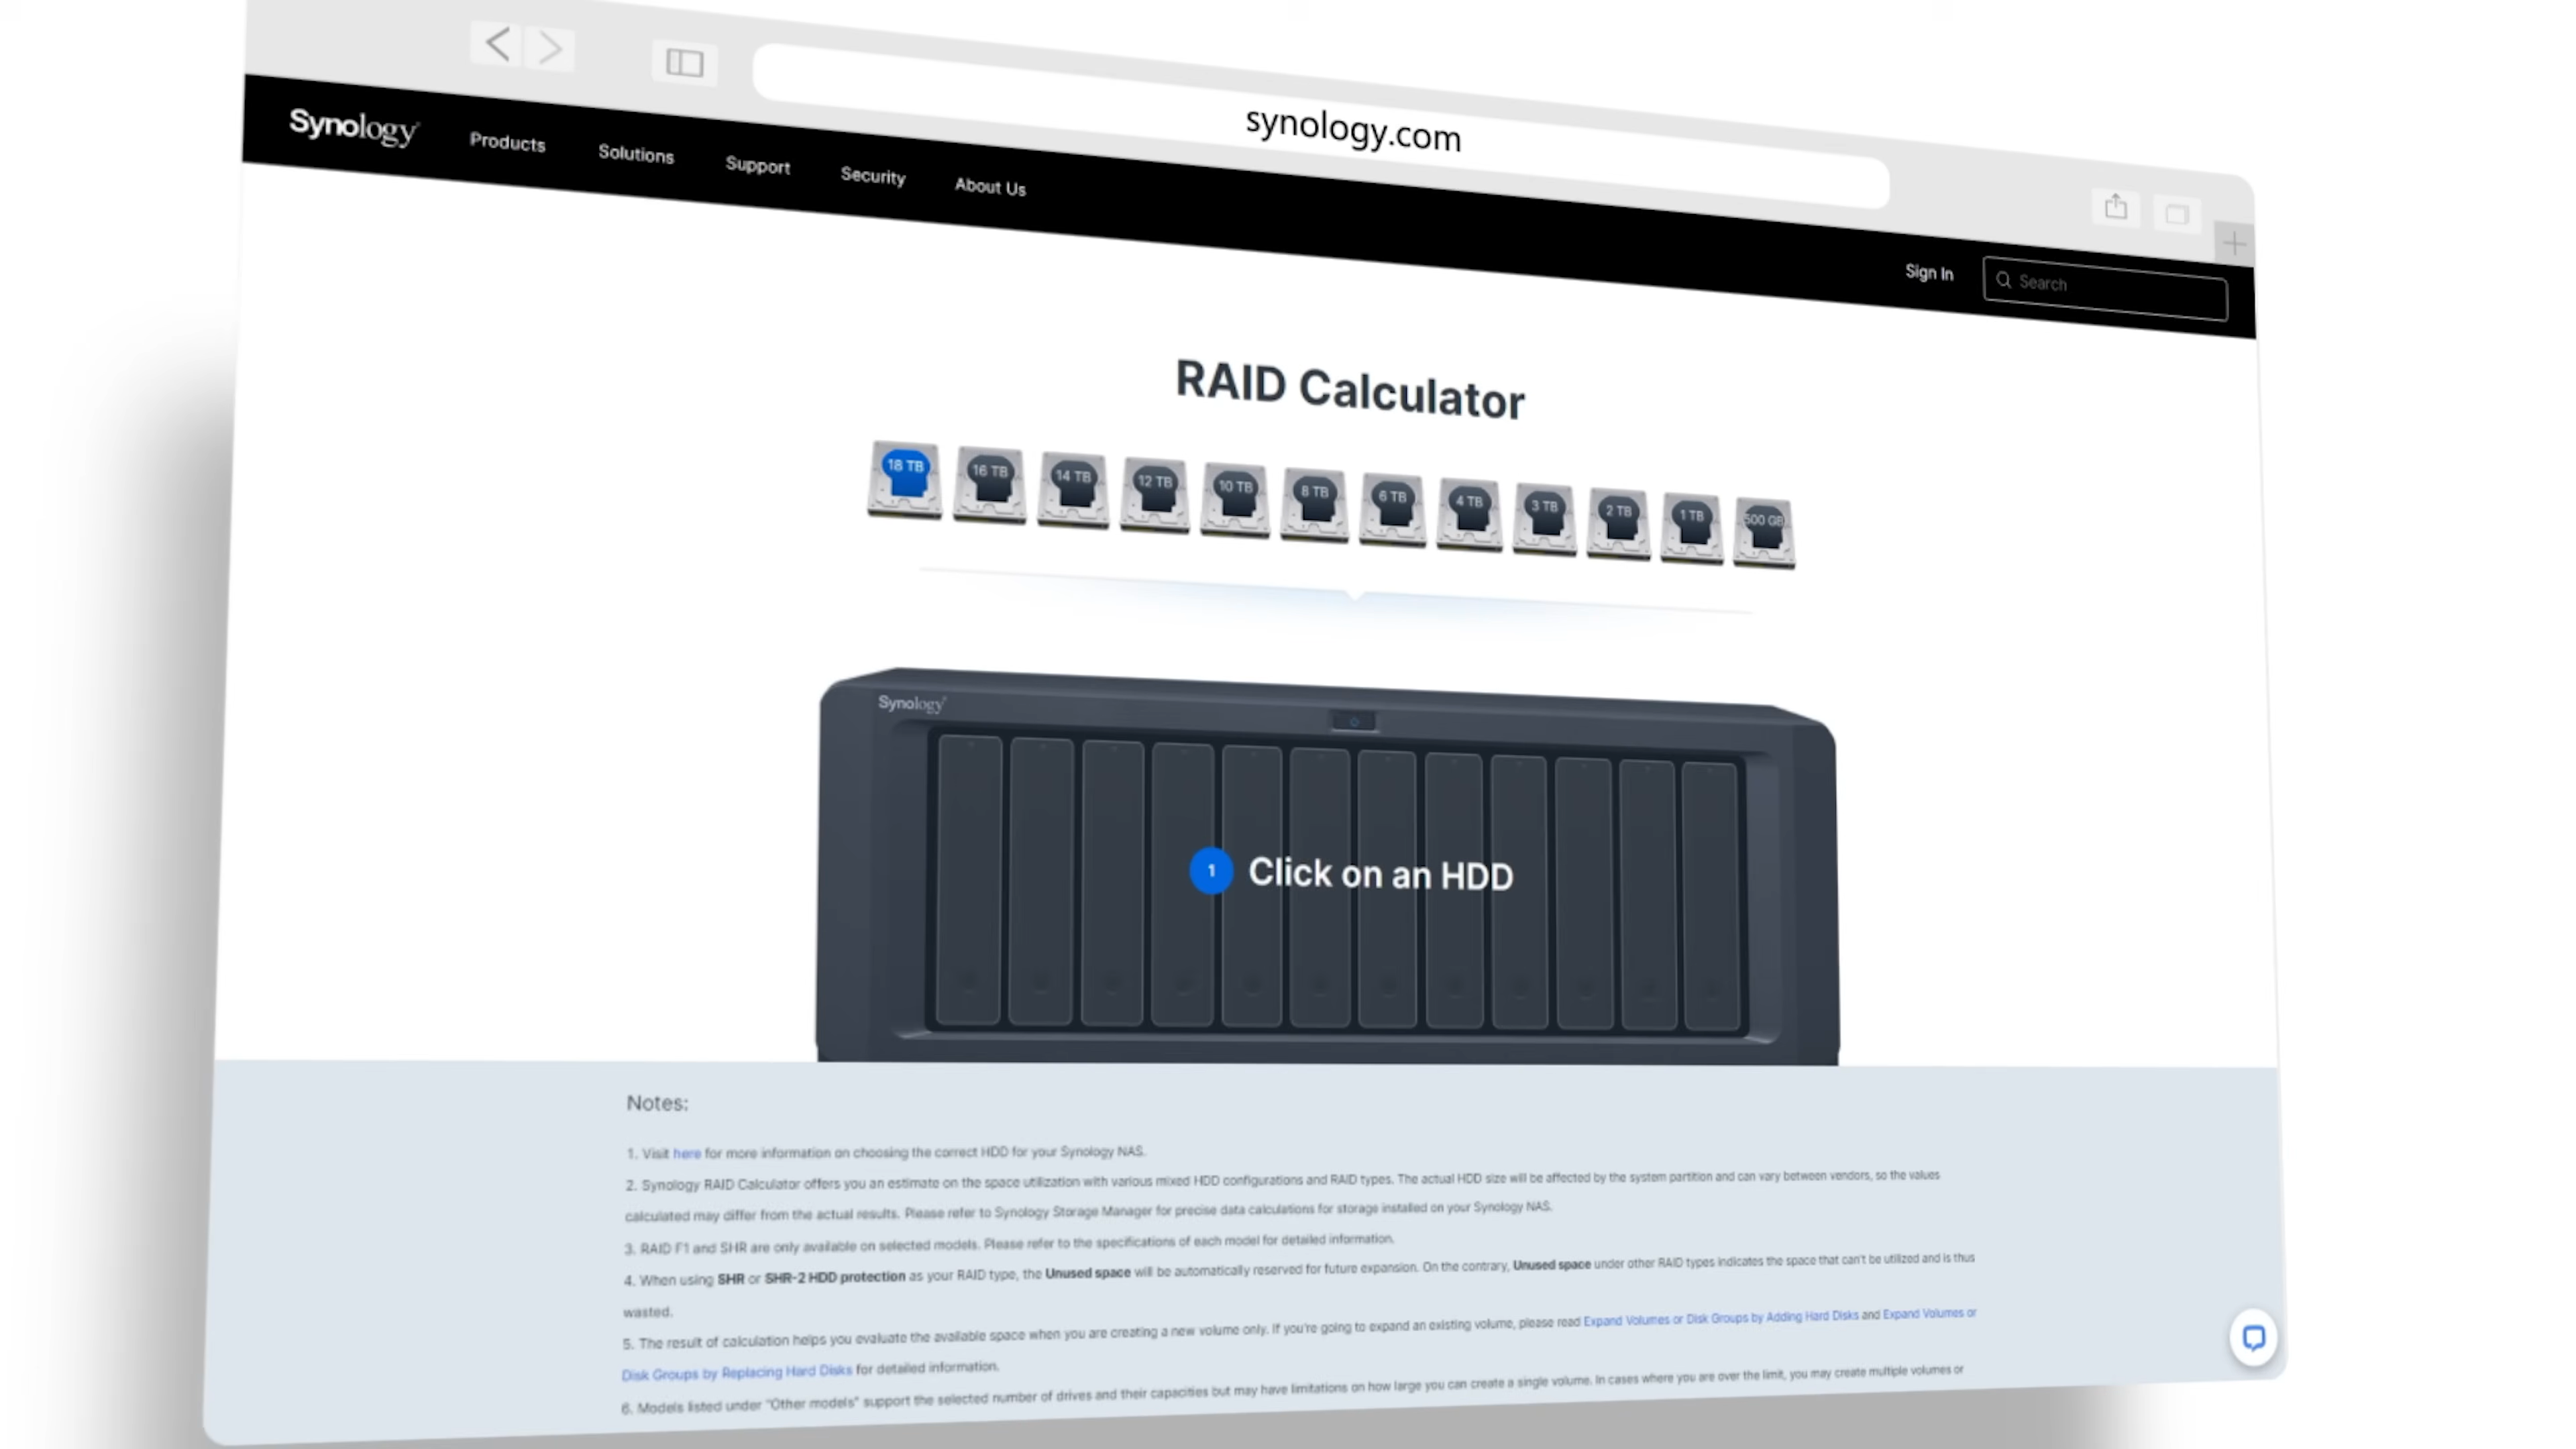 synology.com
Synology
Products
Solutions
Support
Security
About Us
Sign In
Search
RAID Calculator
18 TB
16 TB
14 TB
12 TB
10 TB
8 TB
6 TB
4 TB
3 TB
2 TB
1 TB
500 GB
Synology
1 Click on an HDD
Notes:
1. Visit here for more information on choosing the correct HDD for your Synology NAS.
2. Synology RAID Calculator offers you an estimate on the space utilization with various mixed HDD configurations and RAID types. The actual HDD size will be affected by the system partition and can vary between vendors, so the values
calculated may differ from the actual results. Please refer to Synology Storage Manager for precise data calculations for storage installed on your Synology NAS.
3. RAID F1 and SHR are only available on selected models. Please refer to the specifications of each model for detailed information.
4. When using SHR or SHR-2 HDD protection as your RAID type, the Unused space will be automatically reserved for future expansion. On the contrary, Unused space under other RAID types indicates the space that can't be utilized and is thus
wasted.
5. The result of calculation helps you evaluate the available space when you are creating a new volume only. If you're going to expand an existing volume, please read Expand Volumes or Disk Groups by Adding Hard Disks and Expand Volumes or
Disk Groups by Replacing Hard Disks for detailed information.
6. Models listed under "Other models" support the selected number of drives and their capacities but may have limitations on how large you can create a single volume. In cases where you are over the limit, you may create multiple volumes or